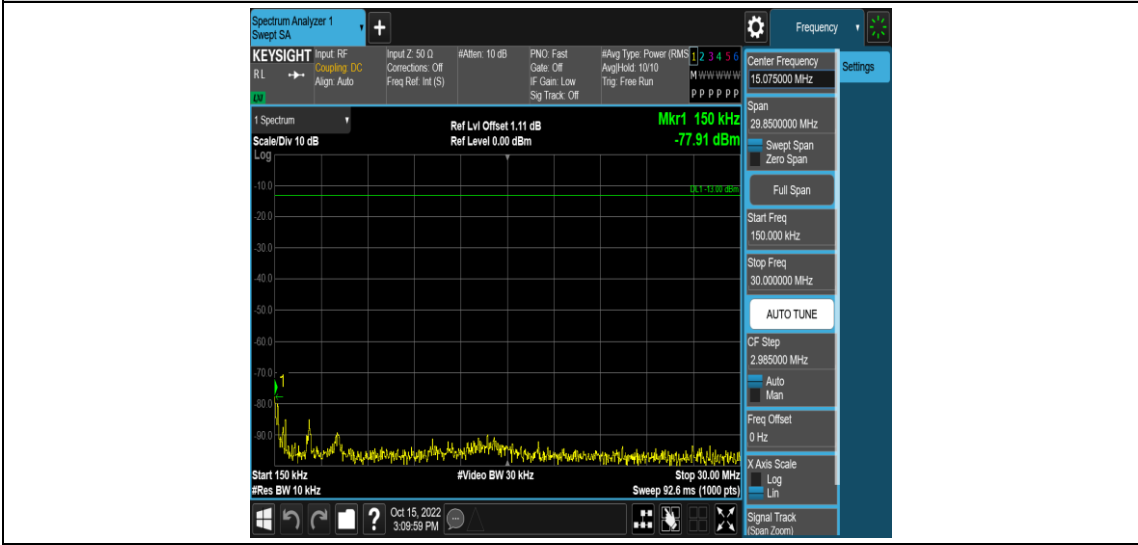 Spectrum Analyzer 1
Swept SA
+
Frequency
KEYSIGHT
RL
Input: RF
Coupling: DC
Align: Auto
Input Z: 50 Ω
Corrections: Off
Freq Ref: Int (S)
#Atten: 10 dB
PNO: Fast
Gate: Off
IF Gain: Low
Sig Track: Off
#Avg Type: Power (RMS
Avg|Hold: 10/10
Trig: Free Run
1 2 3 4 5 6
M W W W W W
P P P P P P
1 Spectrum
Scale/Div 10 dB
Log
Ref Lvl Offset 1.11 dB
Ref Level 0.00 dBm
Mkr1 150 kHz
-77.91 dBm
DL1 -13.00 dBm
-10.0
-20.0
-30.0
-40.0
-50.0
-60.0
-70.0
1
-80.0
-90.0
Start 150 kHz
#Res BW 10 kHz
#Video BW 30 kHz
Stop 30.00 MHz
Sweep 92.6 ms (1000 pts)
Center Frequency
15.075000 MHz
Settings
Span
29.8500000 MHz
Swept Span
Zero Span
Full Span
Start Freq
150.000 kHz
Stop Freq
30.000000 MHz
AUTO TUNE
CF Step
2.985000 MHz
Auto
Man
Freq Offset
0 Hz
X Axis Scale
Log
Lin
Signal Track
(Span Zoom)
?
Oct 15, 2022
3:09:59 PM